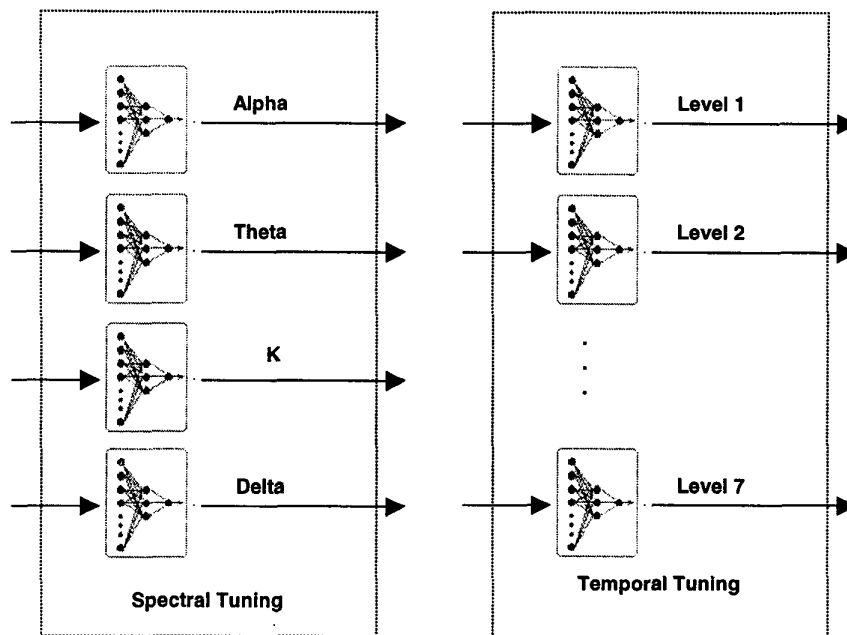 Alpha
Theta
K
Delta
Spectral Tuning
Level 1
Level 2
Level 7
Temporal Tuning